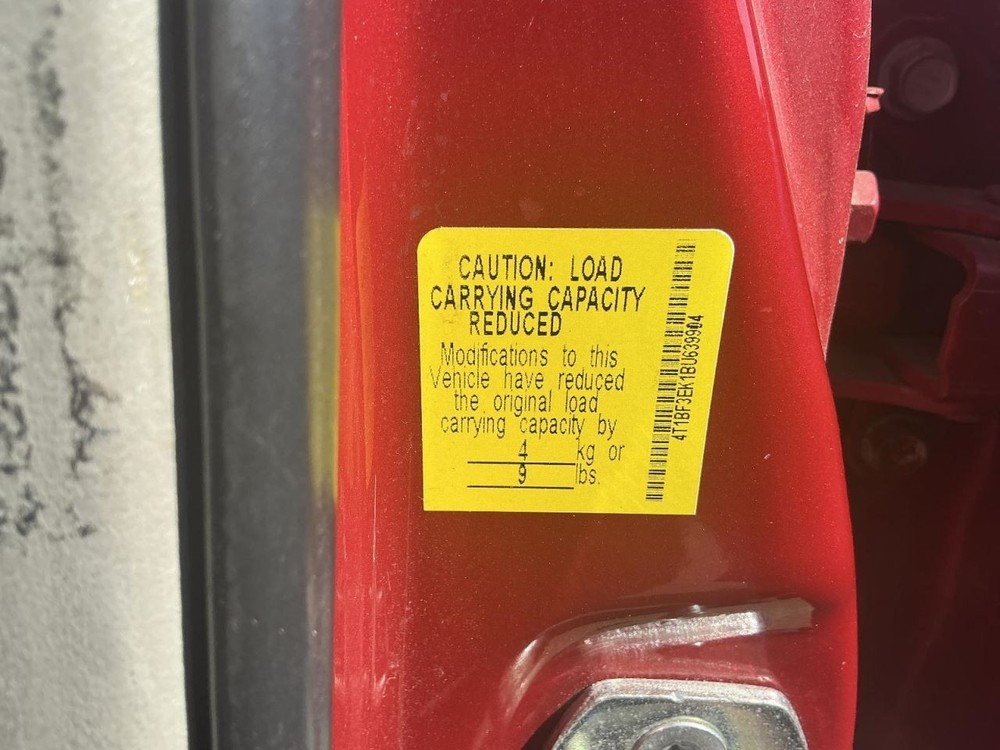 CAUTION: LOAD
CARRYING CAPACITY
REDUCED
Modifications to this
Vehicle have reduced
the original load
carrying capacity by
4 kg or
9 lbs.
4T1BF3EK1BU639904